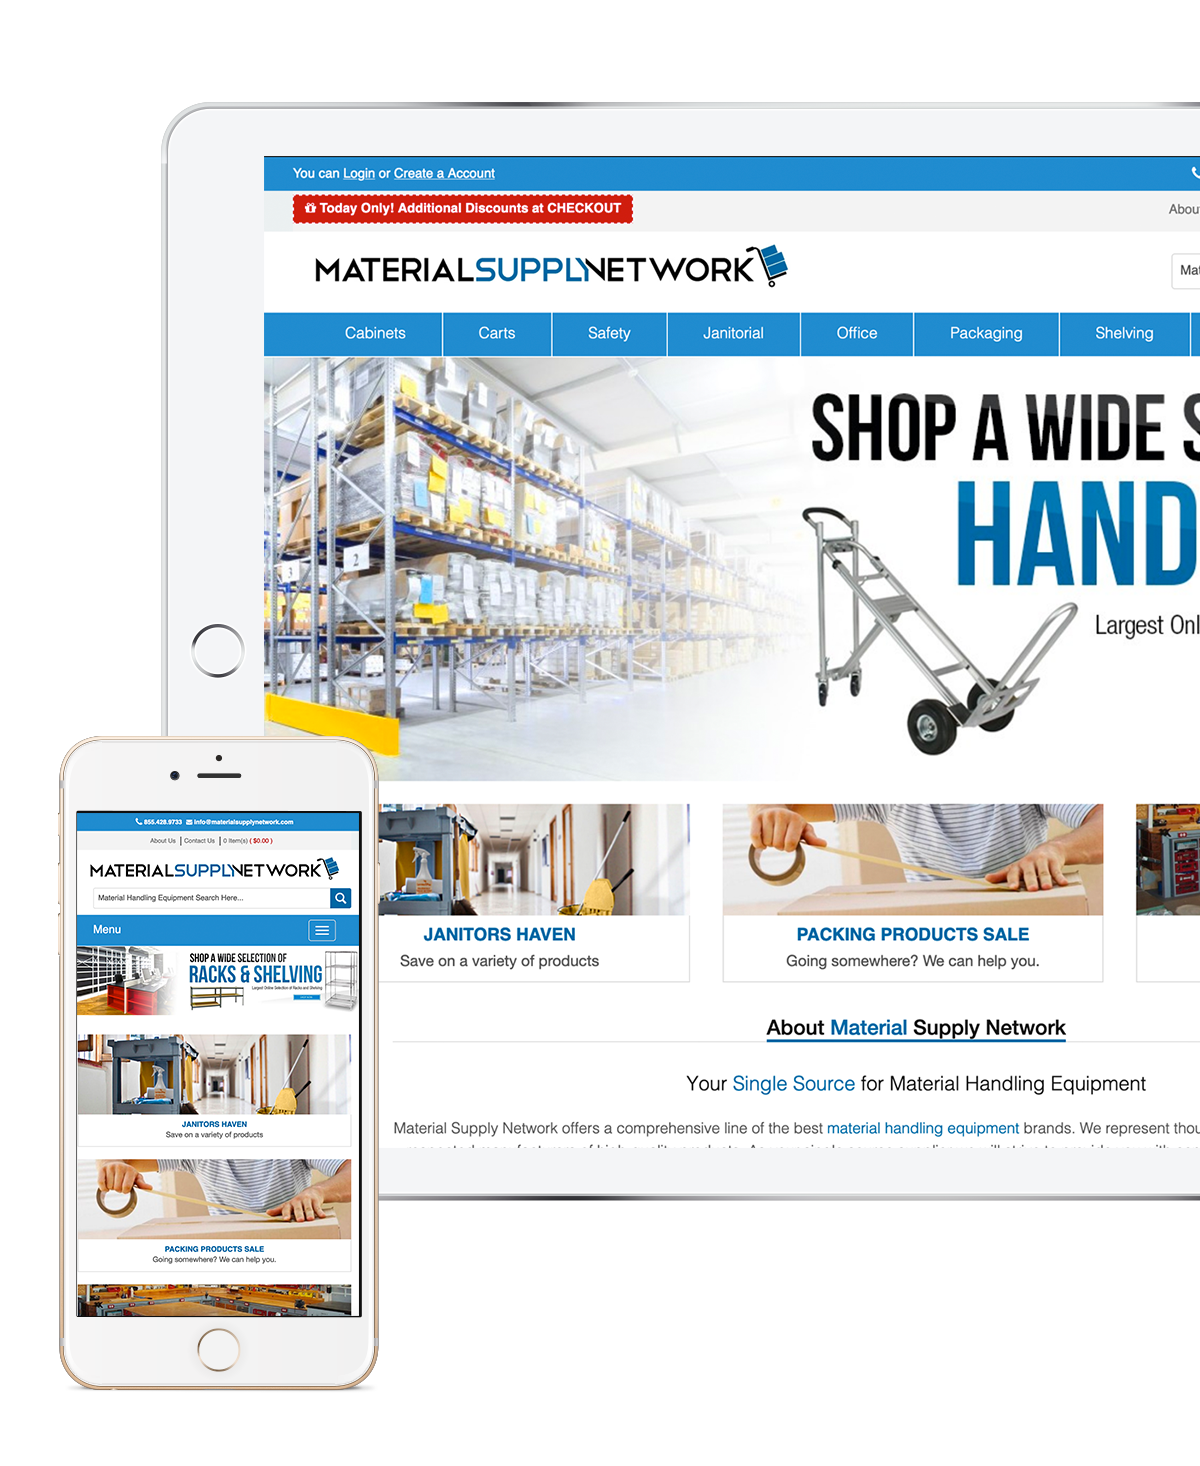 You can Login or Create a Account
Today Only! Additional Discounts at CHECKOUT
Abou
MATERIALSUPPLYNETWORK
Mat
Cabinets Carts Safety Janitorial Office Packaging Shelving
SHOP A WIDE S
HAND
Largest Onl
2
3
JANITORS HAVEN
Save on a variety of products
PACKING PRODUCTS SALE
Going somewhere? We can help you.
About Material Supply Network
Your Single Source for Material Handling Equipment
Material Supply Network offers a comprehensive line of the best material handling equipment brands. We represent thou
855.428.9733 info@materialsupplynetwork.com
About Us Contact Us 0 Item(s) ( $0.00 )
MATERIALSUPPLYNETWORK
Material Handling Equipment Search Here...
Menu
SHOP A WIDE SELECTION OF
RACKS & SHELVING
Largest Online Selection of Racks and Shelving
JANITORS HAVEN
Save on a variety of products
PACKING PRODUCTS SALE
Going somewhere? We can help you.